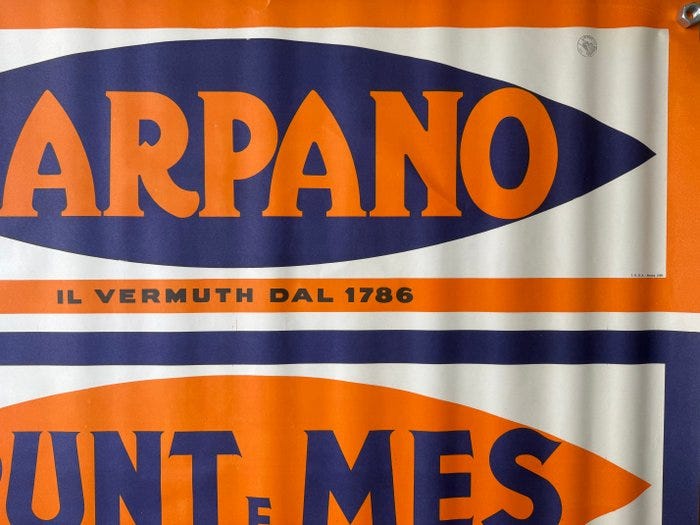 ARPANO
IL VERMUTH DAL 1786
PUNT E MES